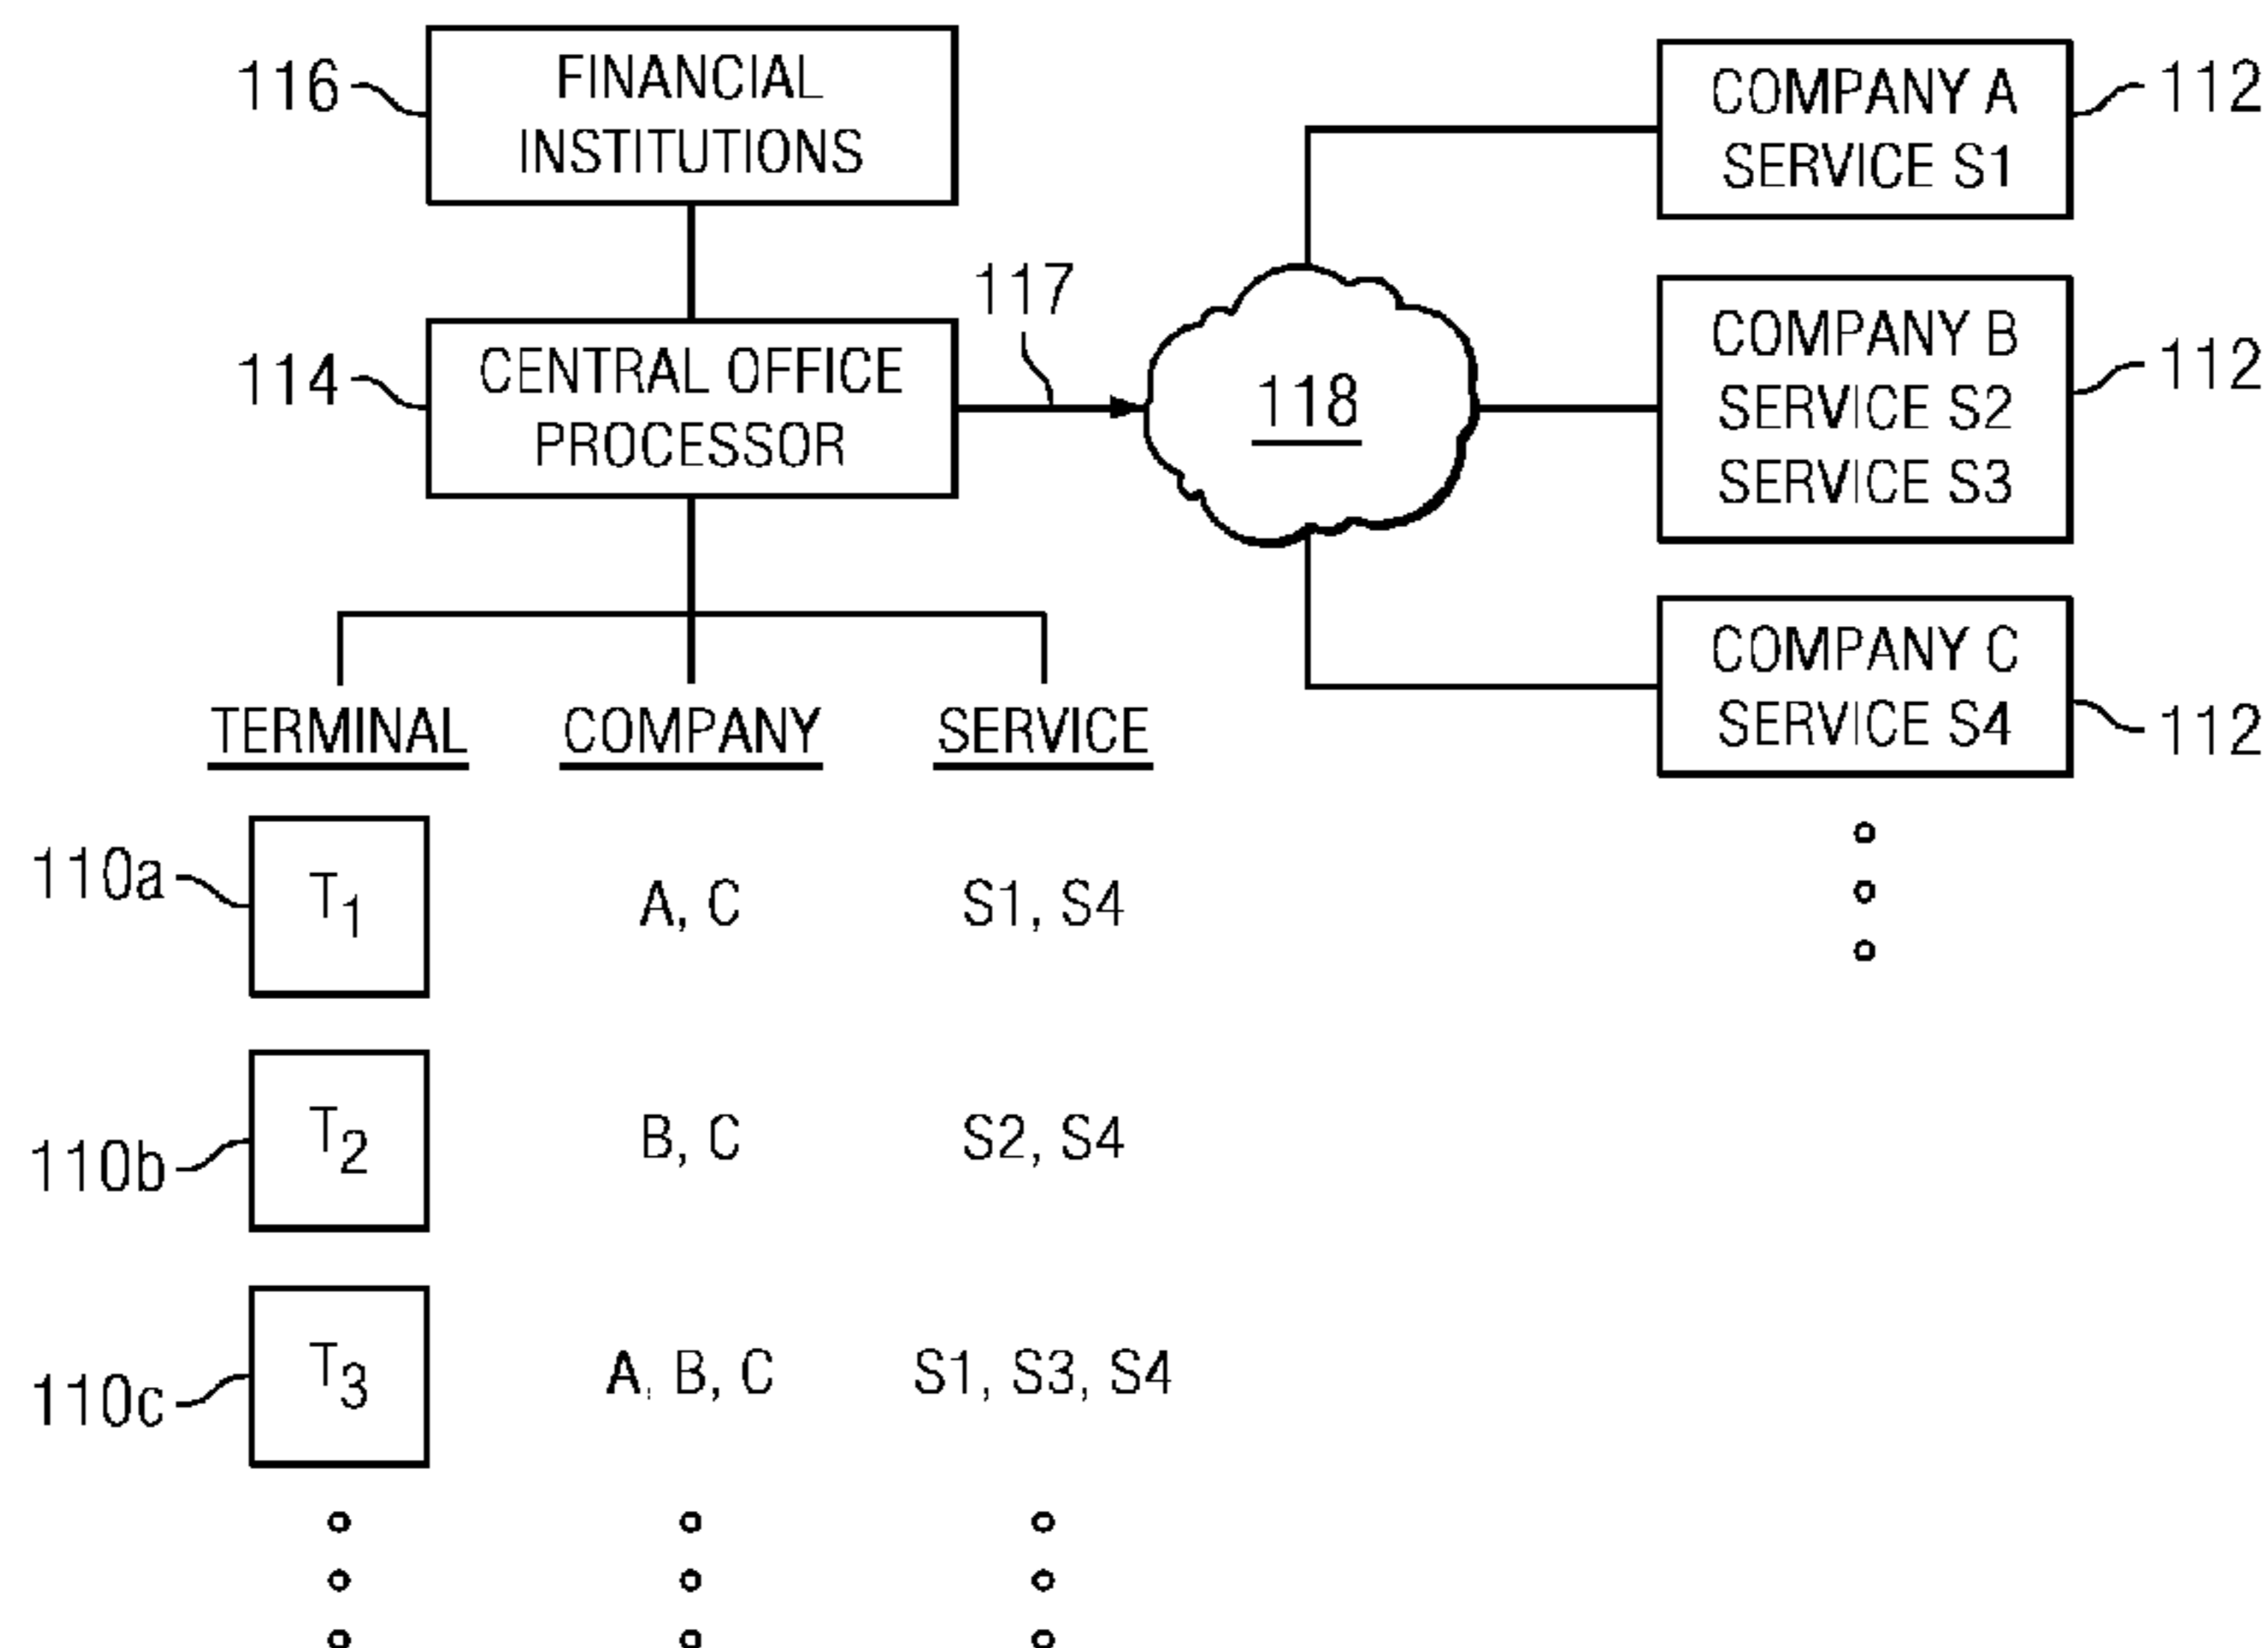 116
FINANCIAL
INSTITUTIONS
COMPANY A
SERVICE S1
112
117
114
CENTRAL OFFICE
PROCESSOR
118
COMPANY B
SERVICE S2
SERVICE S3
112
COMPANY C
SERVICE S4
112
TERMINAL COMPANY SERVICE
110a T1 A, C S1, S4
110b T2 B, C S2, S4
110c T3 A, B, C S1, S3, S4